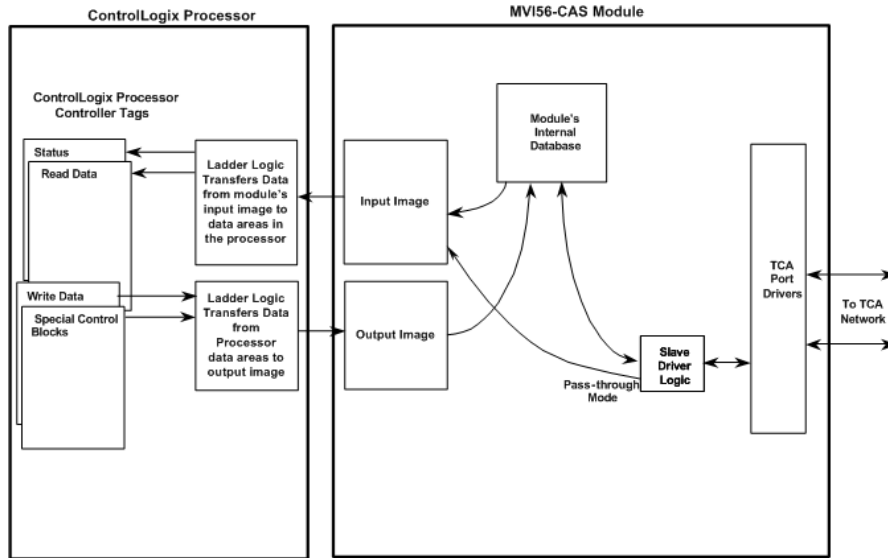 ControlLogix Processor
MVI56-CAS Module
ControlLogix Processor
Controller Tags
Status
Read Data
Ladder Logic
Transfers Data
from module's
input image to
data areas in
the processor
Input Image
Module's
Internal
Database
Write Data
Special Control
Blocks
Ladder Logic
Transfers Data
from
Processor
data areas to
output image
Output Image
Pass-through
Mode
Slave
Driver
Logic
TCA
Port
Drivers
To TCA
Network